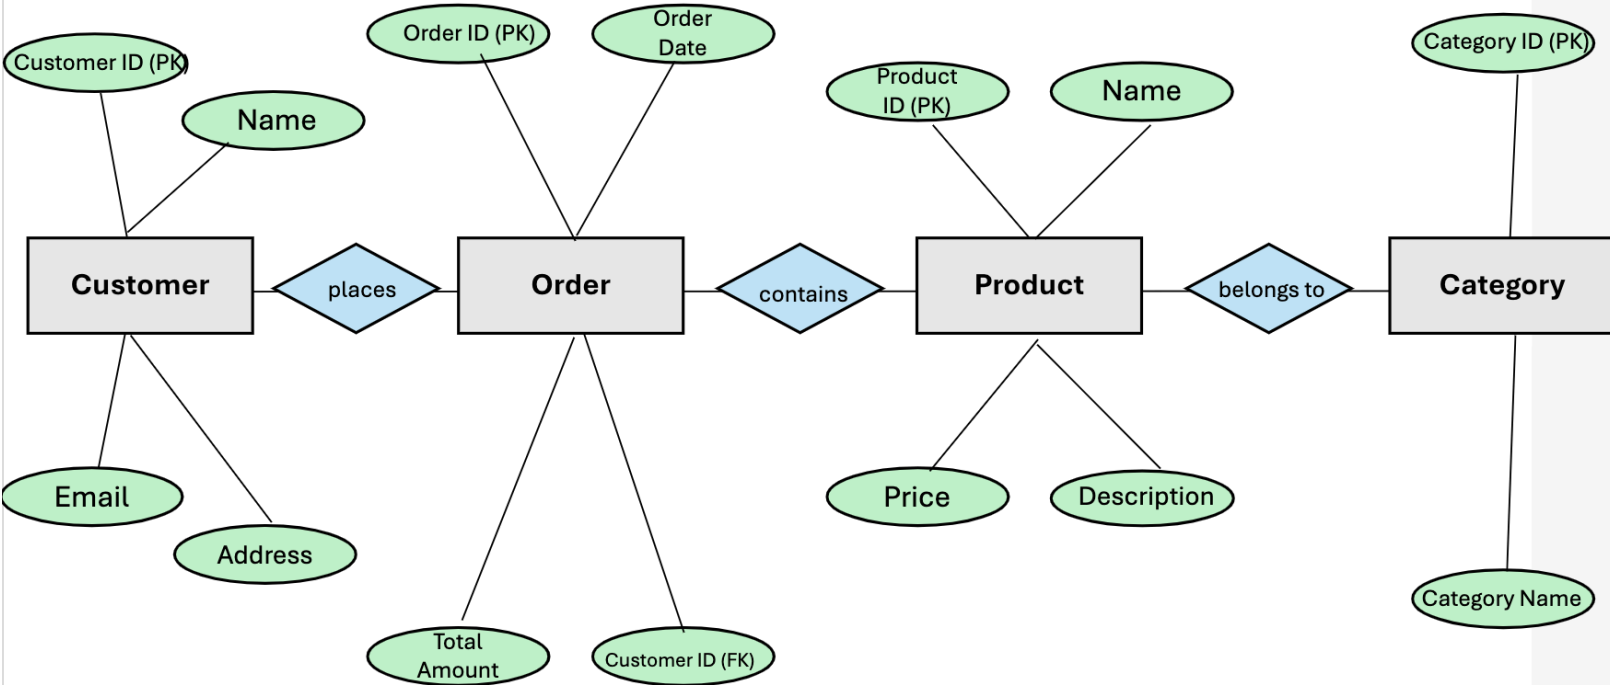 Customer ID (PK)
Name
Order ID (PK)
Order
Date
Product
ID (PK)
Name
Category ID (PK)
Customer
places
Order
contains
Product
belongs to
Category
Email
Address
Total
Amount
Customer ID (FK)
Price
Description
Category Name